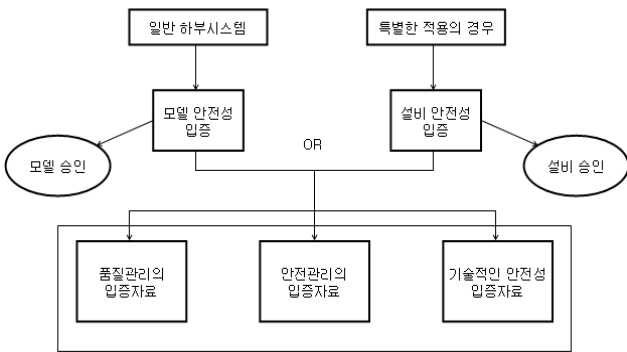 일반 하부시스템
특별한 적용의 경우
모델 안전성
입증
설비 안전성
입증
OR
모델 승인
설비 승인
품질관리의
입증자료
안전관리의
입증자료
기술적인 안전성
입증자료